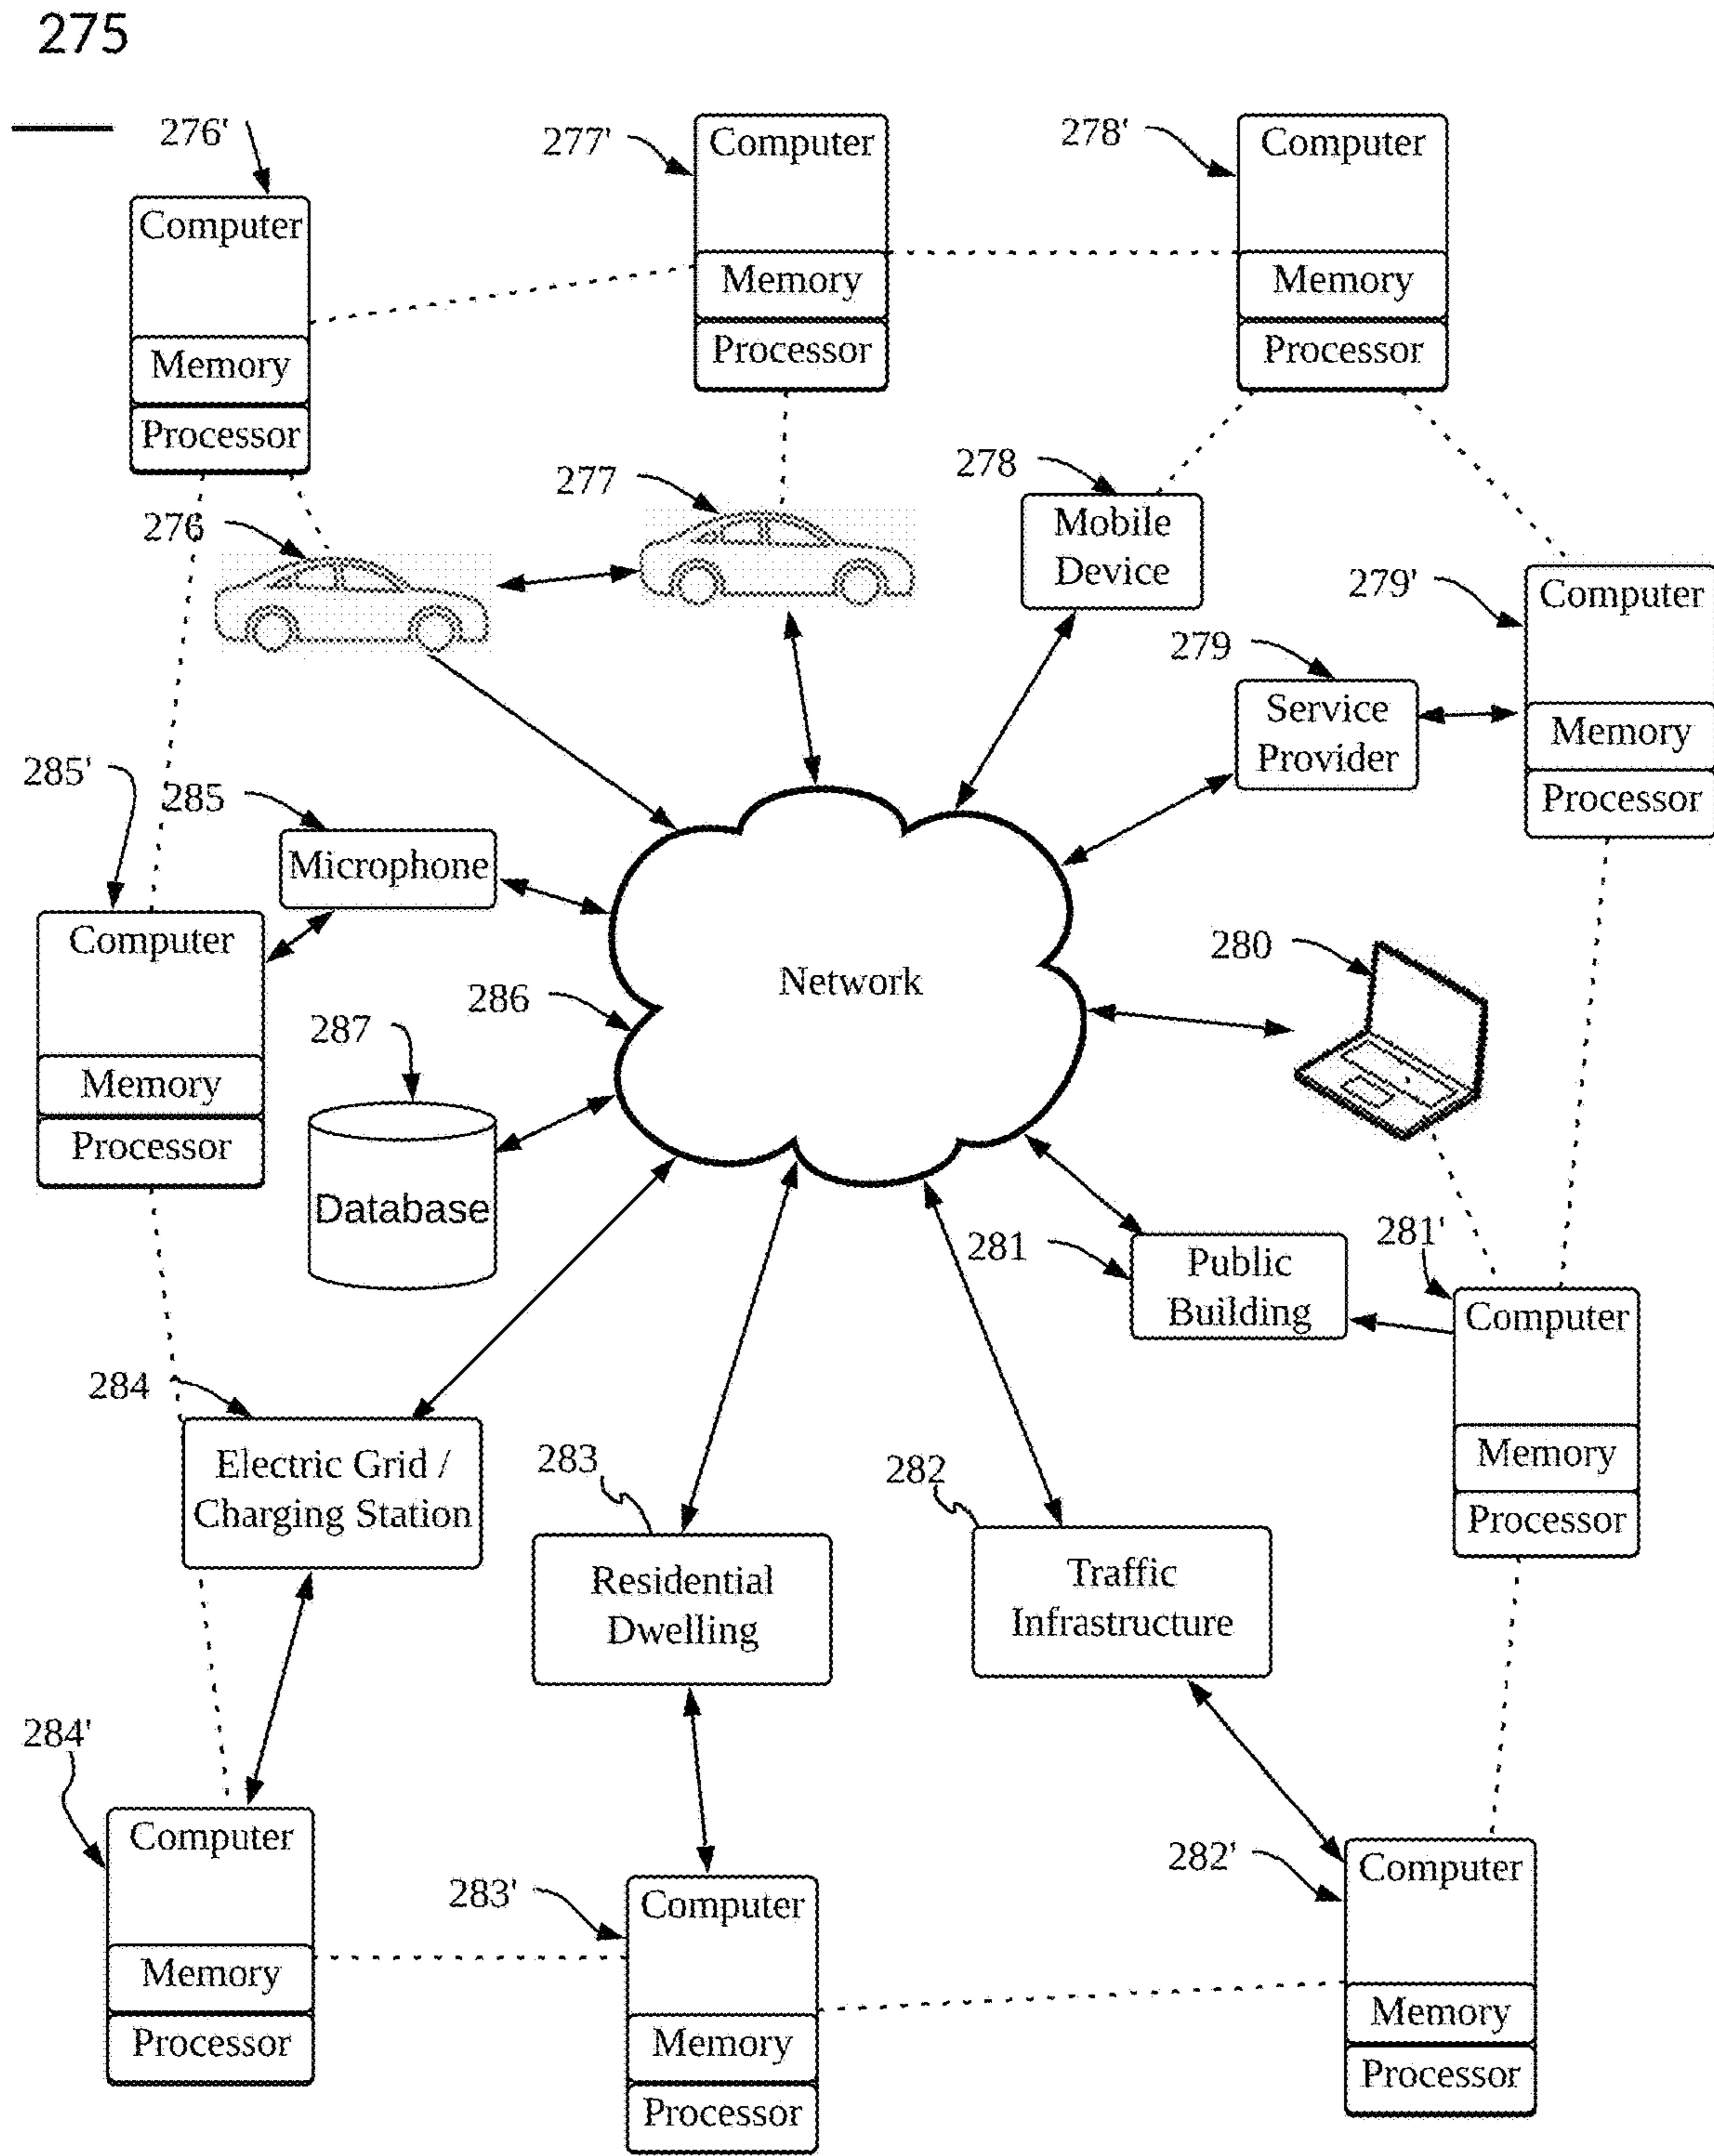 275
276'
277'
278'
Computer
Memory
Processor
Computer
Memory
Processor
Computer
Memory
Processor
276
277
278
Mobile
Device
279'
Computer
Memory
Processor
279
Service
Provider
285'
285
Microphone
Computer
Memory
Processor
Network
286
280
287
Database
281
Public
Building
281'
Computer
Memory
Processor
284
Electric Grid /
Charging Station
283
Residential
Dwelling
282
Traffic
Infrastructure
284'
Computer
Memory
Processor
283'
Computer
Memory
Processor
282'
Computer
Memory
Processor